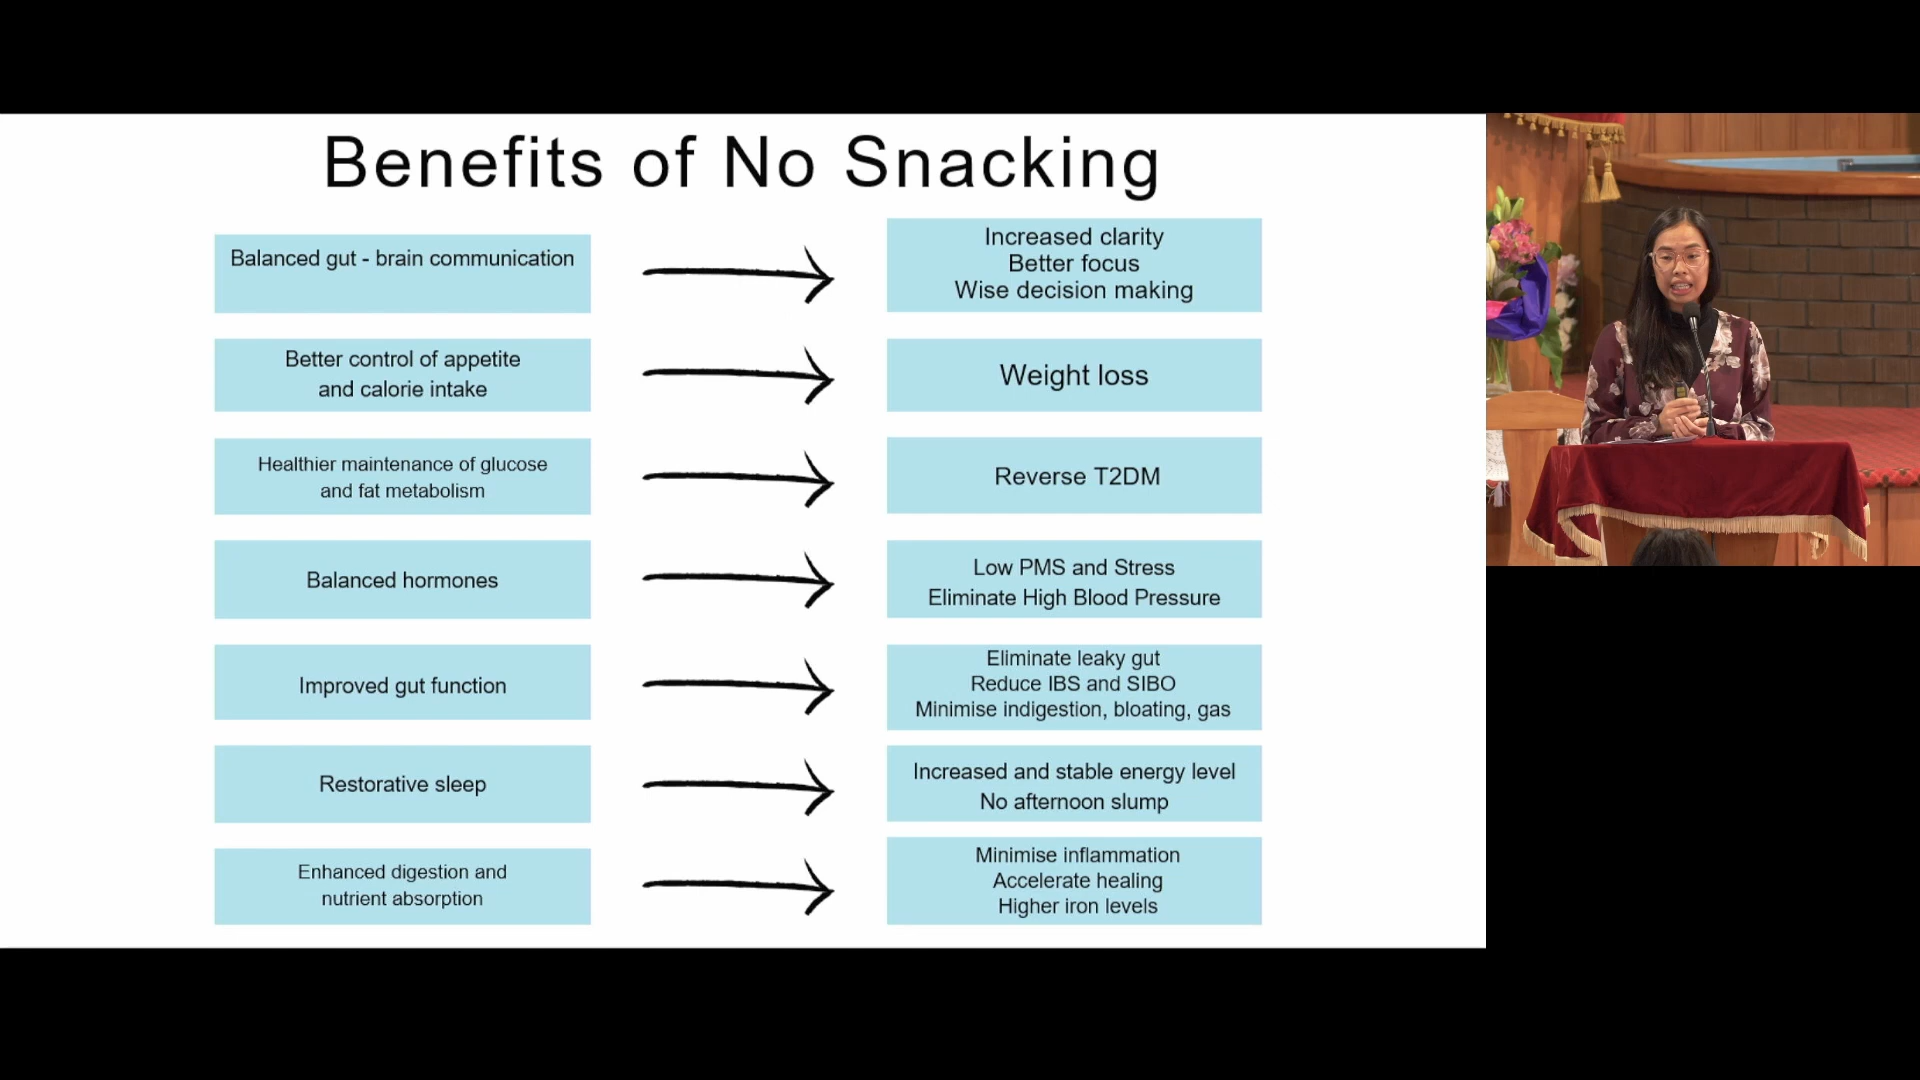 Benefits of No Snacking
Balanced gut - brain communication
Increased clarity
Better focus
Wise decision making
Better control of appetite
and calorie intake
Weight loss
Healthier maintenance of glucose
and fat metabolism
Reverse T2DM
Balanced hormones
Low PMS and Stress
Eliminate High Blood Pressure
Improved gut function
Eliminate leaky gut
Reduce IBS and SIBO
Minimise indigestion, bloating, gas
Restorative sleep
Increased and stable energy level
No afternoon slump
Enhanced digestion and
nutrient absorption
Minimise inflammation
Accelerate healing
Higher iron levels